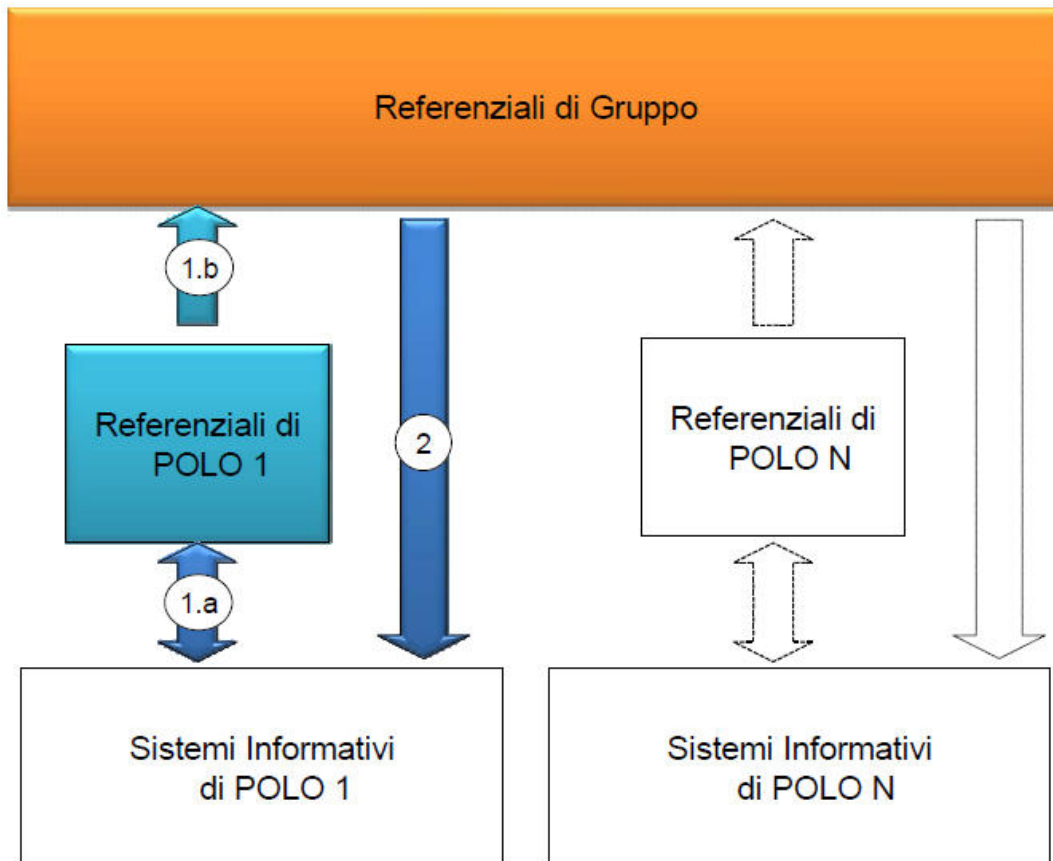 Referenziali di Gruppo
1.b
Referenziali di
POLO 1
2
Referenziali di
POLO N
1.a
Sistemi Informativi
di POLO 1
Sistemi Informativi
di POLO N